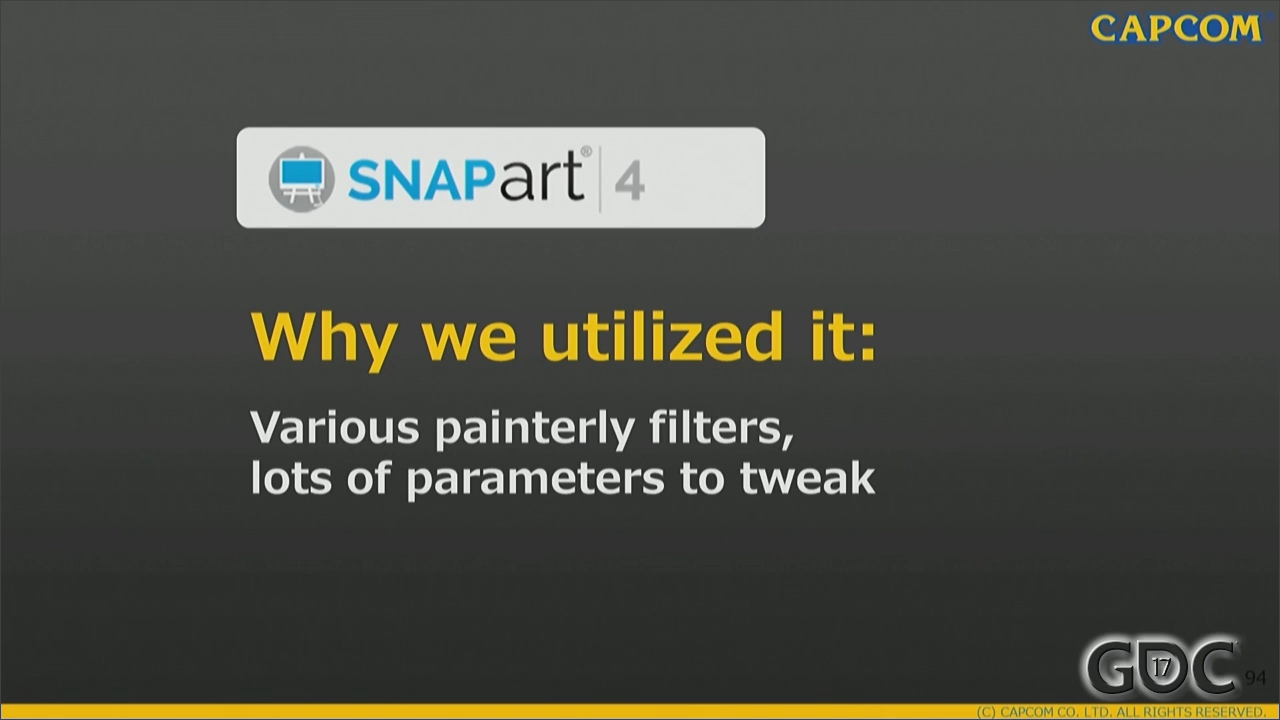 CAPCOM
SNAPart® 4
Why we utilized it:
Various painterly filters,
lots of parameters to tweak
GDC 17
94
(C) CAPCOM CO. LTD. ALL RIGHTS RESERVED.